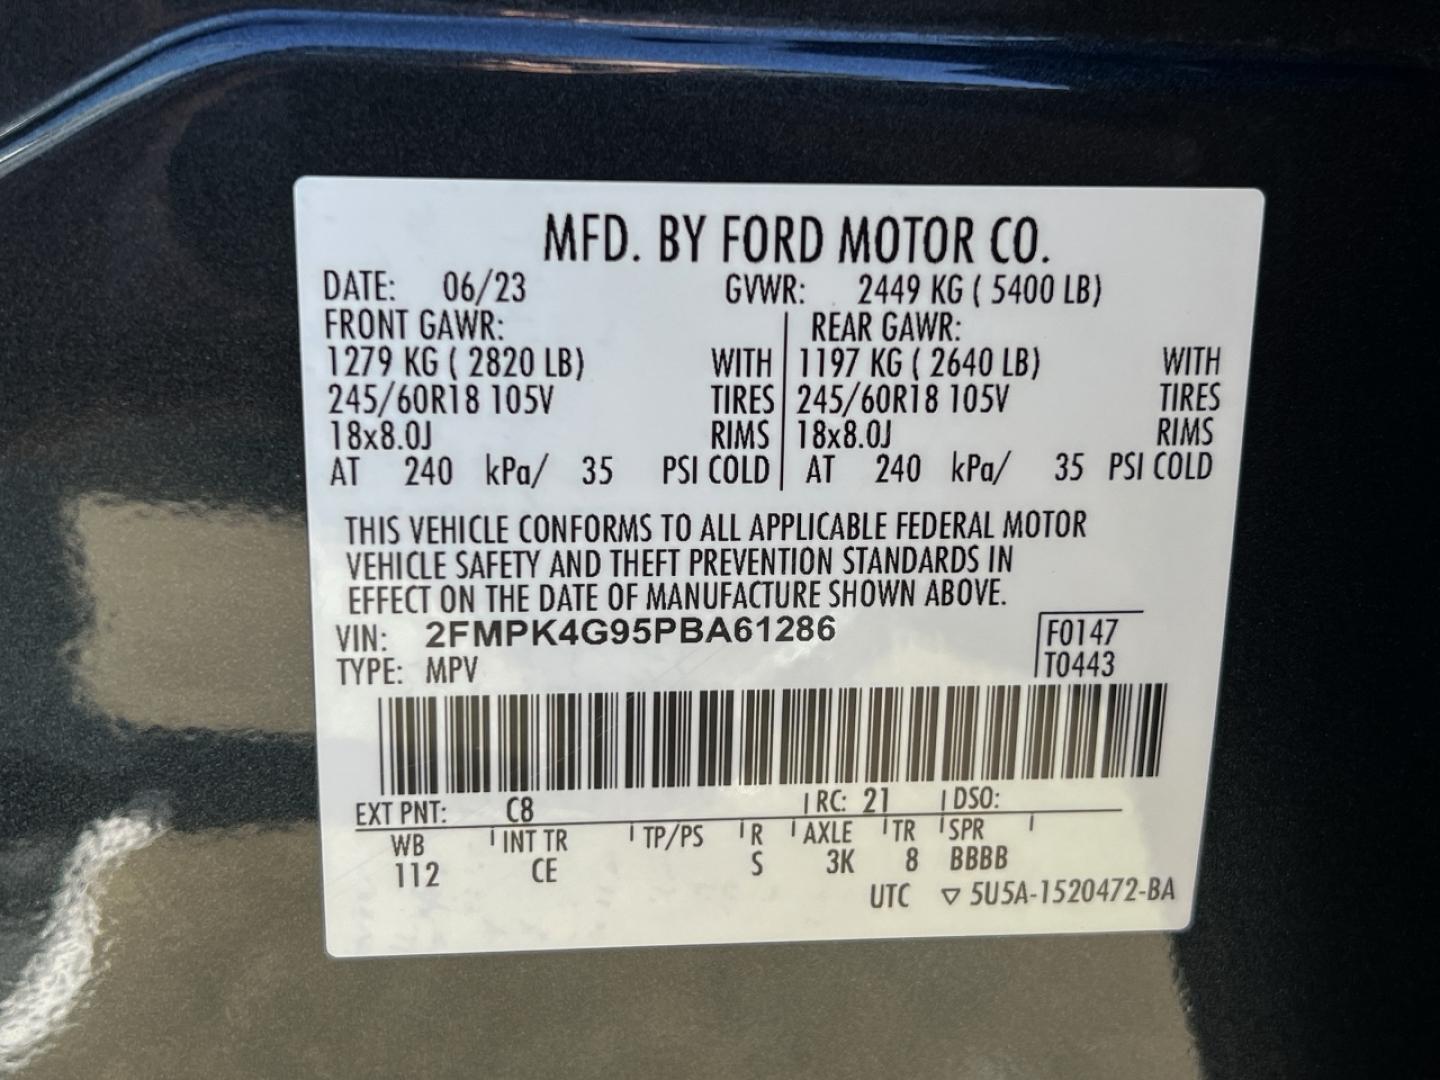 MFD. BY FORD MOTOR CO.
DATE: 06/23 GVWR: 2449 KG ( 5400 LB)
FRONT GAWR: REAR GAWR:
1279 KG ( 2820 LB) WITH 1197 KG ( 2640 LB) WITH
245/60R18 105V TIRES 245/60R18 105V TIRES
18x8.0J RIMS 18x8.0J RIMS
AT 240 kPa/ 35 PSI COLD AT 240 kPa/ 35 PSI COLD
THIS VEHICLE CONFORMS TO ALL APPLICABLE FEDERAL MOTOR
VEHICLE SAFETY AND THEFT PREVENTION STANDARDS IN
EFFECT ON THE DATE OF MANUFACTURE SHOWN ABOVE.
VIN: 2FMPK4G95PBA61286 F0147
TYPE: MPV T0443
EXT PNT: C8 RC: 21 DSO:
WB INT TR TP/PS R AXLE TR SPR
112 CE S 3K 8 BBBB
UTC ▽ 5U5A-1520472-BA